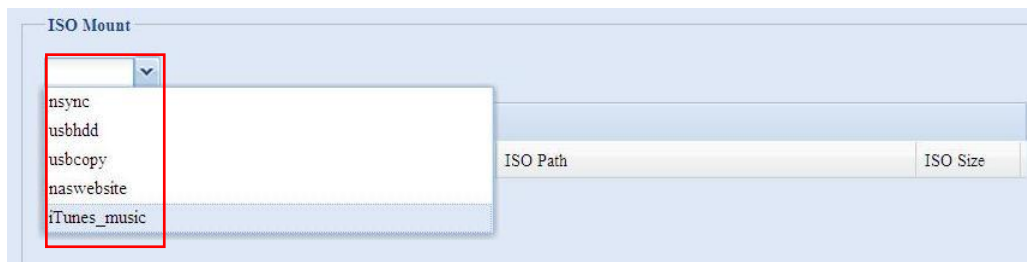 ISO Mount
nsync
usbhdd
usbcopy
naswebsite
iTunes_music
ISO Path
ISO Size